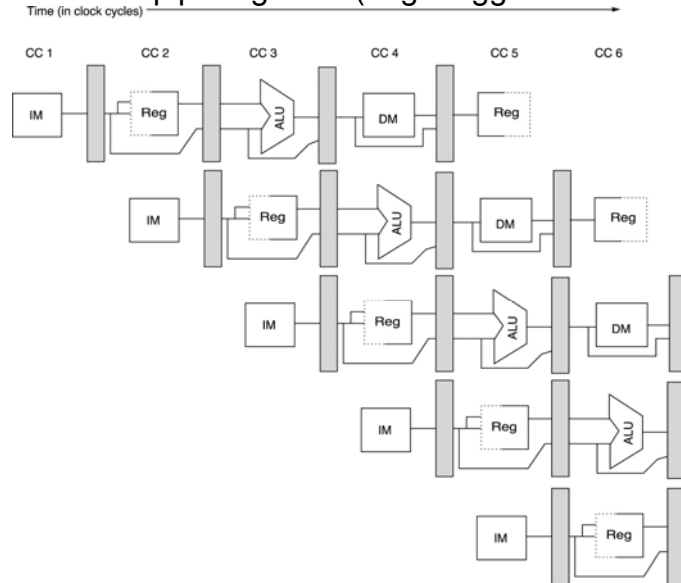 Time (in clock cycles)
CC 1 CC 2 CC 3 CC 4 CC 5 CC 6
IM Reg ALU DM Reg
IM Reg ALU DM Reg
IM Reg ALU DM
IM Reg ALU
IM Reg